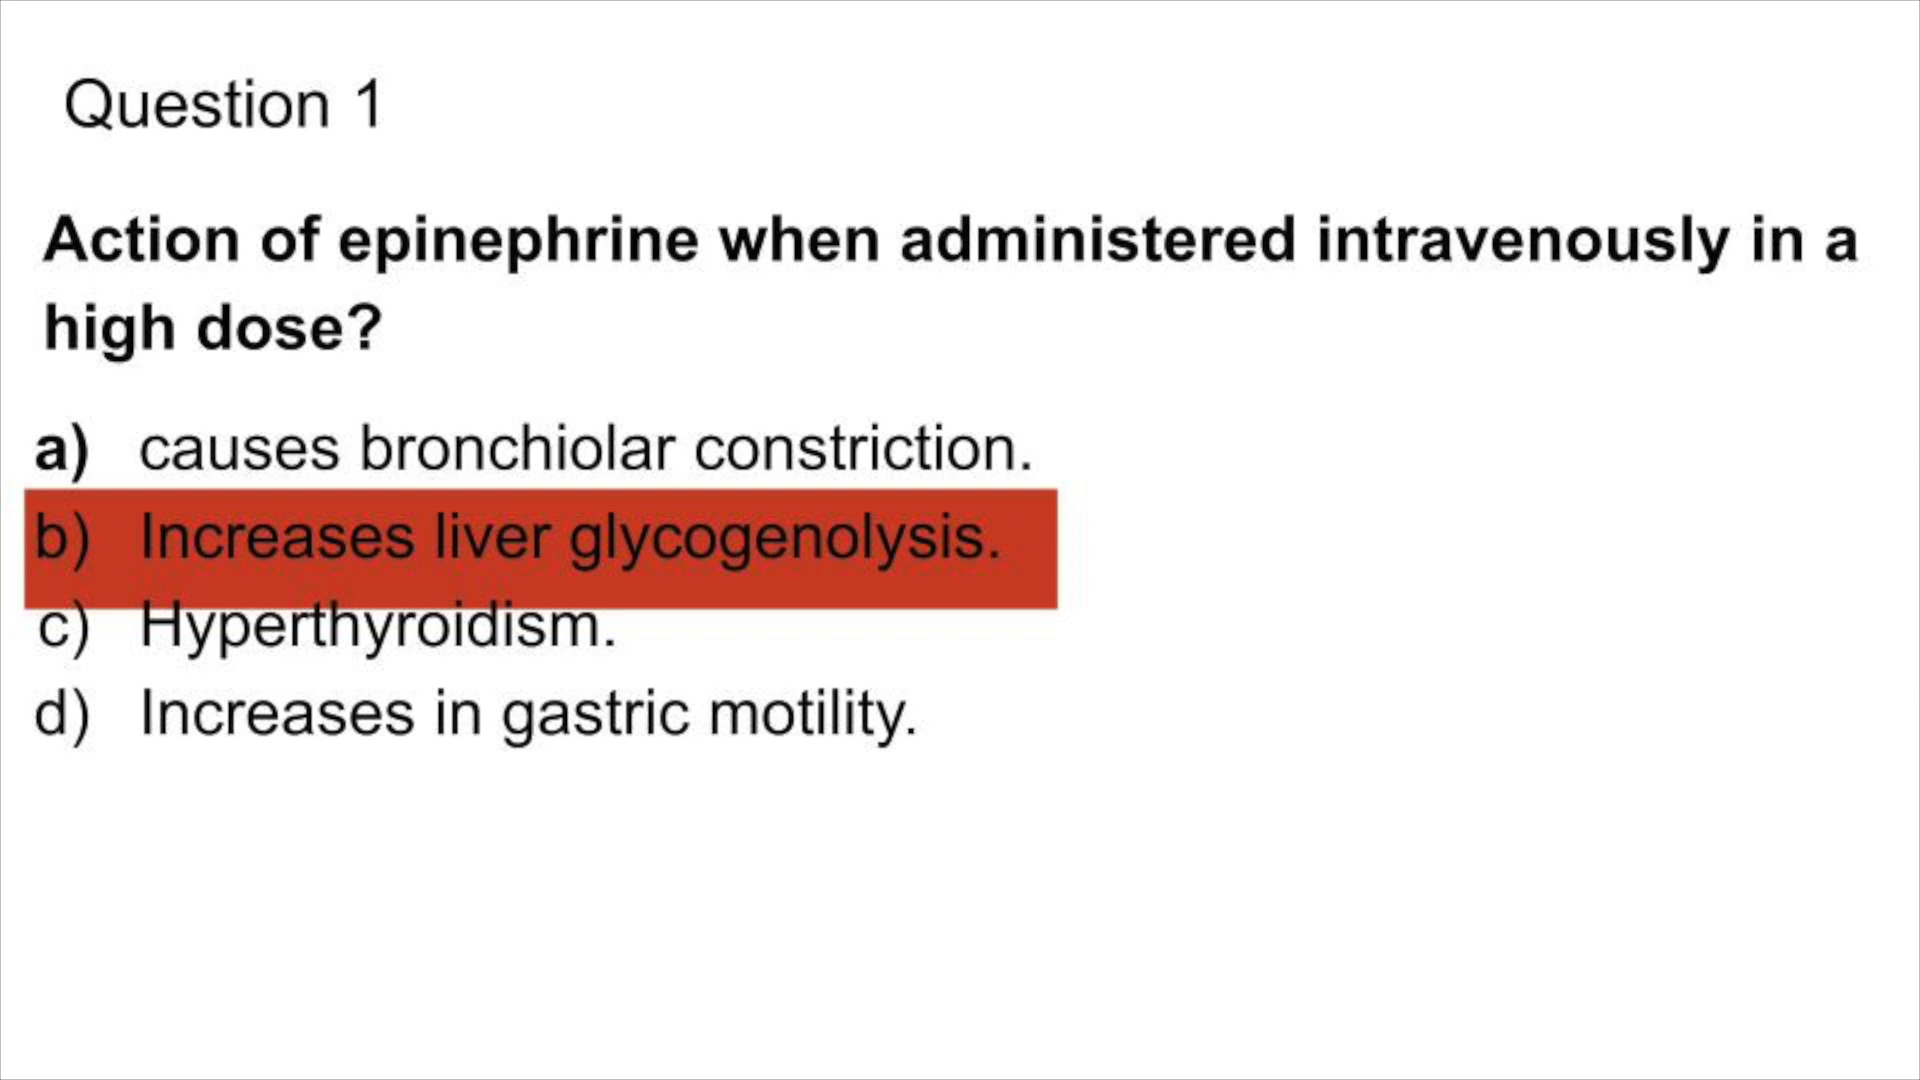 Question 1
Action of epinephrine when administered intravenously in a
high dose?
a) causes bronchiolar constriction.
b) Increases liver glycogenolysis.
c) Hyperthyroidism.
d) Increases in gastric motility.